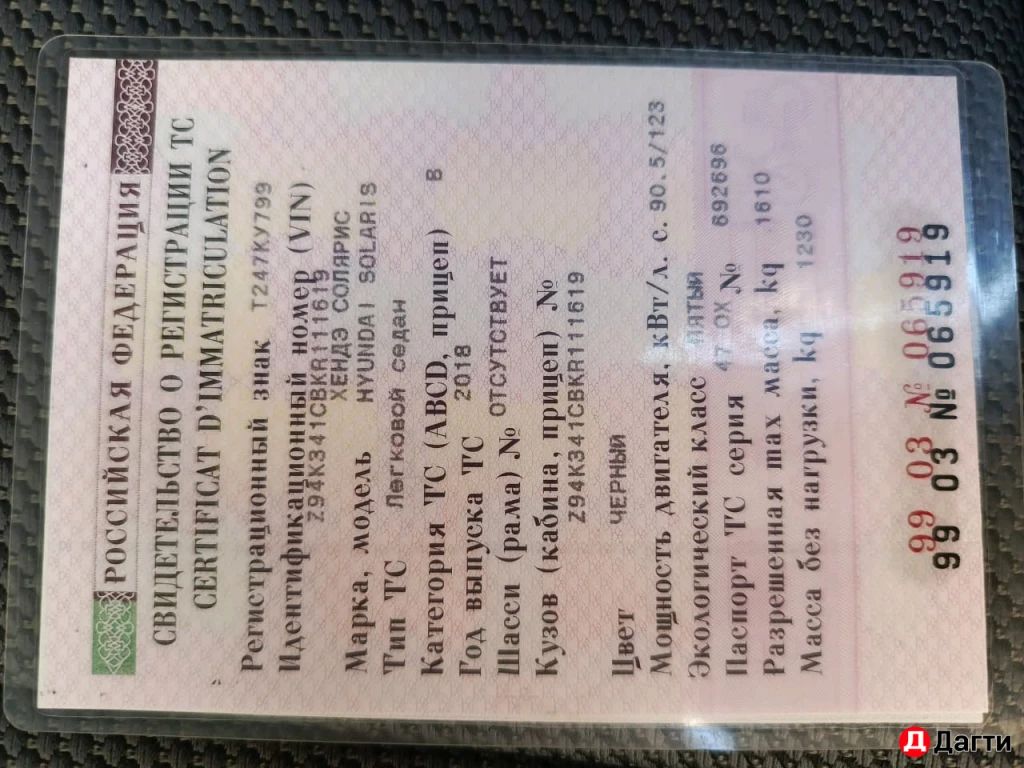 РОССИЙСКАЯ ФЕДЕРАЦИЯ
СВИДЕТЕЛЬСТВО О РЕГИСТРАЦИИ ТС
CERTIFICAT D'IMMATRICULATION
Регистрационный знак Т247КУ799
Идентификационный номер (VIN)
Z94K341CBKR111619
ХЕНДЭ СОЛЯРИС
Марка, модель HYUNDAI SOLARIS
Тип ТС Легковой седан
Категория ТС (ABCD, прицеп) B
Год выпуска ТС 2018
Шасси (рама) № ОТСУТСТВУЕТ
Кузов (кабина, прицеп) №
Z94K341CBKR111619
Цвет ЧЕРНЫЙ
Мощность двигателя, кВт/л. с. 90.5/123
Экологический класс ПЯТЫЙ
Паспорт ТС серия 47 ОХ № 692696
Разрешенная max масса, kg 1610
Масса без нагрузки, kg 1230
99 03 № 065919
99 03 № 065919
Дагти